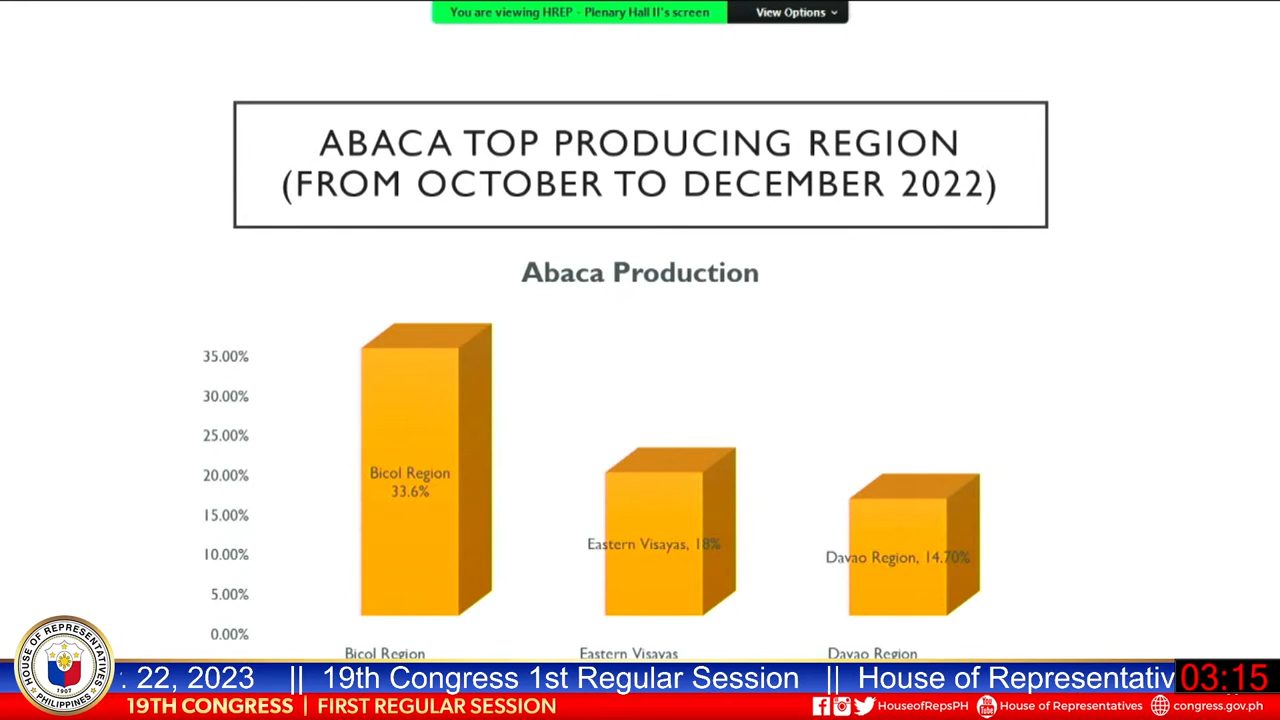 You are viewing HREP - Plenary Hall II's screen
View Options
ABACA TOP PRODUCING REGION
(FROM OCTOBER TO DECEMBER 2022)
Abaca Production
35.00%
30.00%
25.00%
20.00%
15.00%
10.00%
5.00%
0.00%
Bicol Region
33.6%
Eastern Visayas, 18%
Davao Region, 14.70%
Bicol Region
Eastern Visayas
Davao Region
HOUSE OF REPRESENTATIVES
PHILIPPINES
1907
22, 2023 || 19th Congress 1st Regular Session || House of Representativ
03:15
19TH CONGRESS | FIRST REGULAR SESSION
HouseofRepsPH
You Tube
House of Representatives
congress.gov.ph